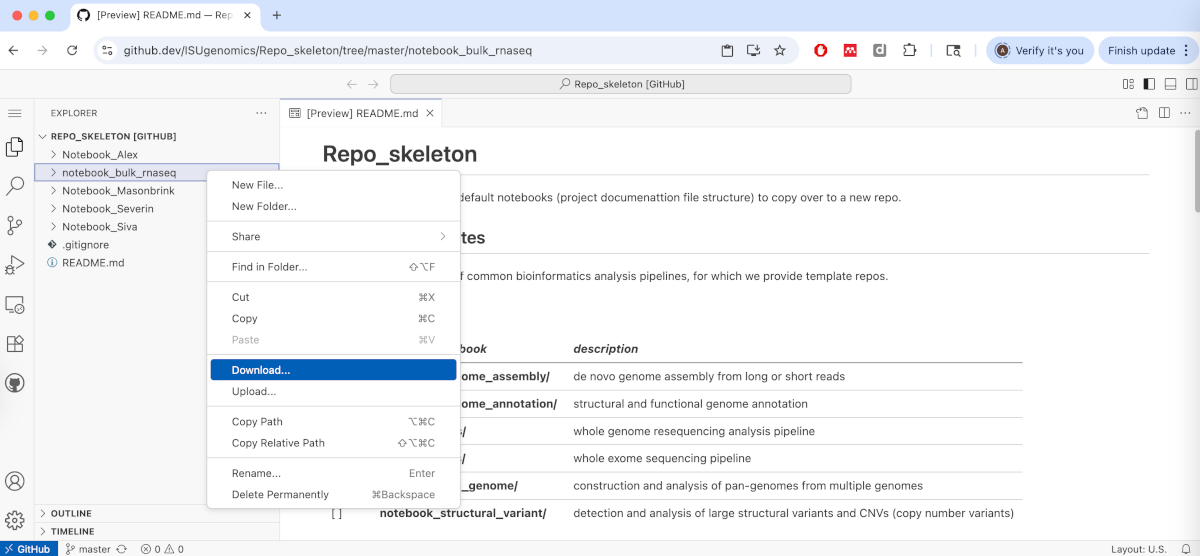 [Preview] README.md — Rep
github.dev/ISUgenomics/Repo_skeleton/tree/master/notebook_bulk_rnaseq
A Verify it's you
Finish update
Repo_skeleton [GitHub]
EXPLORER
REPO_SKELETON [GITHUB]
Notebook_Alex
notebook_bulk_rnaseq
Notebook_Masonbrink
Notebook_Severin
Notebook_Siva
.gitignore
README.md
OUTLINE
TIMELINE
New File...
New Folder...
Share
Find in Folder... ⇧⌥F
Cut ⌘X
Copy ⌘C
Paste ⌘V
Download...
Upload...
Copy Path ⌥⌘C
Copy Relative Path ⇧⌥⌘C
Rename... Enter
Delete Permanently ⌘Backspace
[Preview] README.md
Repo_skeleton
default notebooks (project documenattion file structure) to copy over to a new repo.
tes
f common bioinformatics analysis pipelines, for which we provide template repos.
book description
ome_assembly/ de novo genome assembly from long or short reads
ome_annotation/ structural and functional genome annotation
/ whole genome resequencing analysis pipeline
/ whole exome sequencing pipeline
_genome/ construction and analysis of pan-genomes from multiple genomes
[ ] notebook_structural_variant/ detection and analysis of large structural variants and CNVs (copy number variants)
GitHub master 0 0 Layout: U.S.